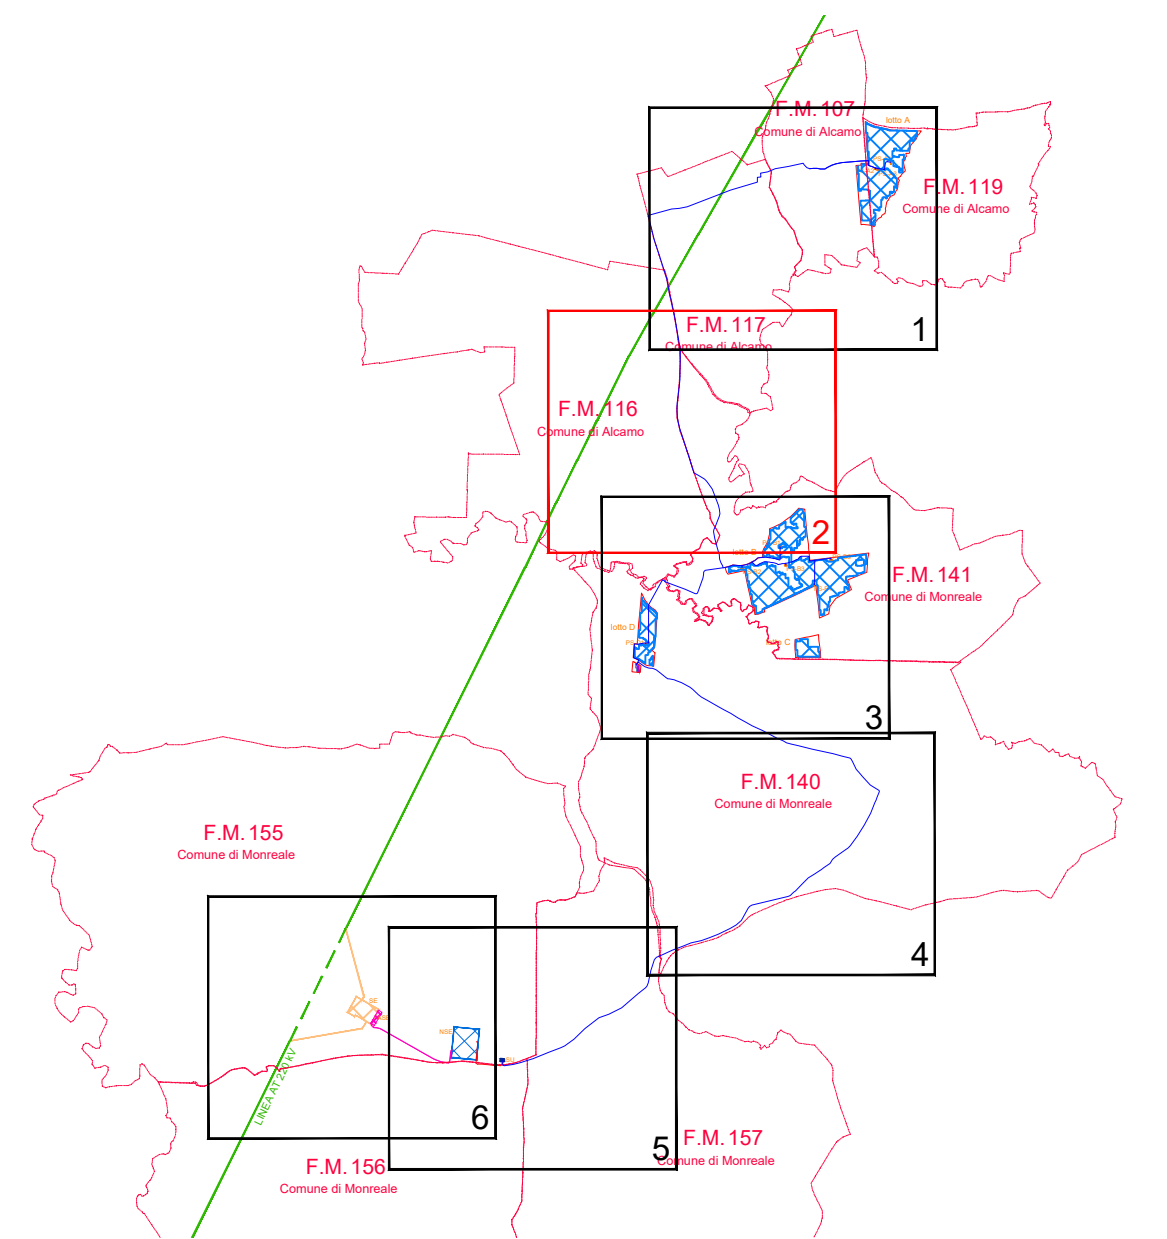 F.M. 107
Comune di Alcamo
lotto A
F.M. 119
Comune di Alcamo
1
F.M. 117
Comune di Alcamo
F.M. 116
Comune di Alcamo
2
F.M. 141
Comune di Monreale
lotto D
lotto C
3
F.M. 140
Comune di Monreale
F.M. 155
Comune di Monreale
4
SE
NSE
SU
LINEA AT 220 kV
6
5
F.M. 157
Comune di Monreale
F.M. 156
Comune di Monreale